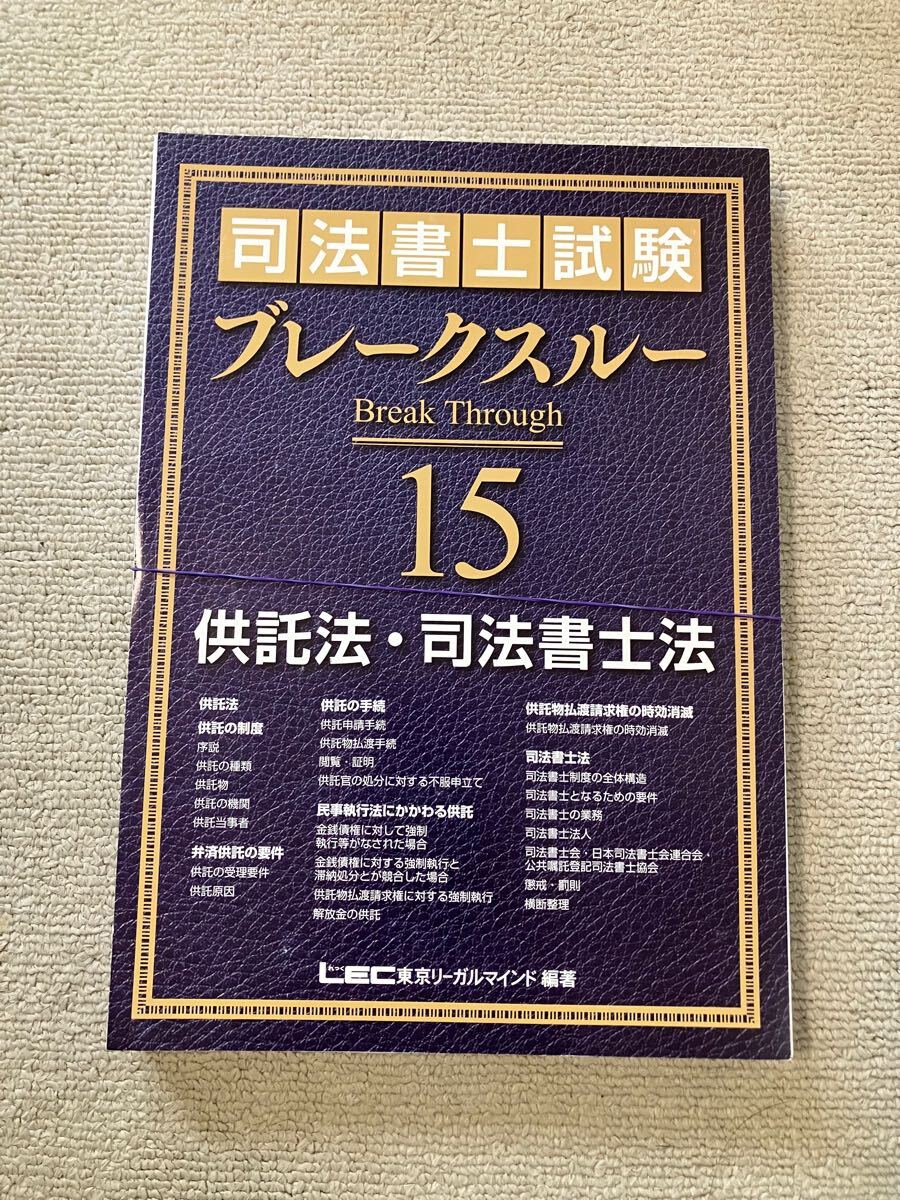 司法書士試験
ブレークスルー
Break Through
15
供託法・司法書士法
供託法
供託の制度
序説
供託の種類
供託物
供託の機関
供託当事者
弁済供託の要件
供託の受理要件
供託原因
供託の手続
供託申請手続
供託物払渡手続
閲覧・証明
供託官の処分に対する不服申立て
民事執行法にかかわる供託
金銭債権に対して強制
執行等がなされた場合
金銭債権に対する強制執行と
滞納処分とが競合した場合
供託物払渡請求権に対する強制執行
解放金の供託
供託物払渡請求権の時効消滅
供託物払渡請求権の時効消滅
司法書士法
司法書士制度の全体構造
司法書士となるための要件
司法書士の業務
司法書士法人
司法書士会・日本司法書士会連合会・
公共嘱託登記司法書士協会
懲戒・罰則
横断整理
れっく
LEC東京リーガルマインド 編著